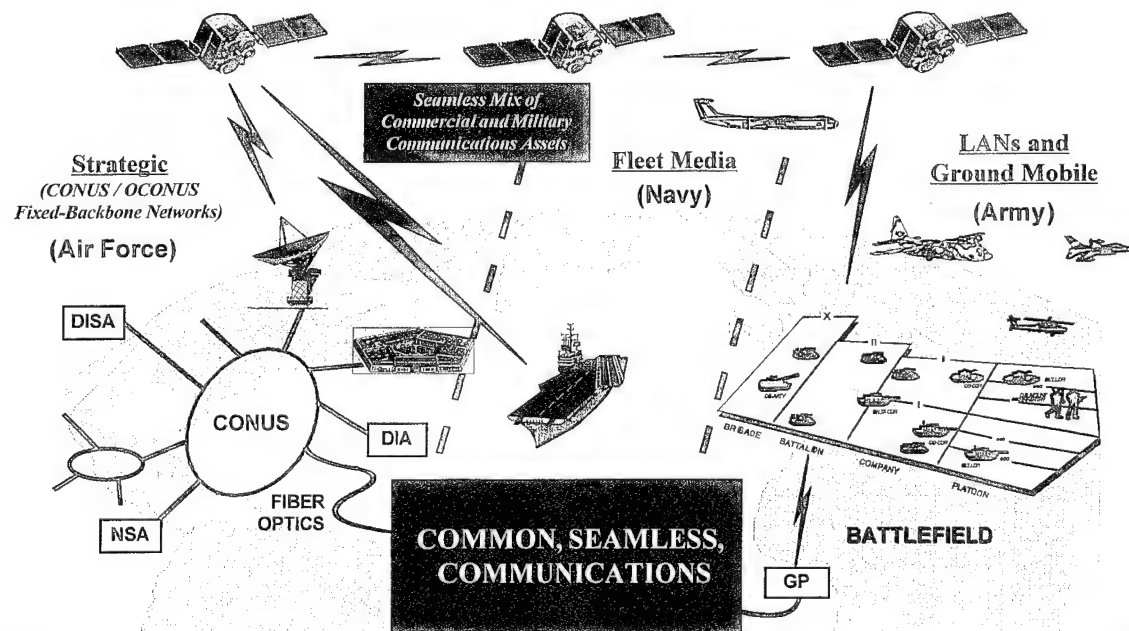 Seamless Mix of
Commercial and Military
Communications Assets
Strategic
(CONUS / OCONUS
Fixed-Backbone Networks)
(Air Force)
Fleet Media
(Navy)
LANs and
Ground Mobile
(Army)
DISA
CONUS
DIA
NSA
FIBER
OPTICS
X
II
I
I
BRIGADE
BATTALION
COMPANY
PLATOON
BATTLEFIELD
COMMON, SEAMLESS,
COMMUNICATIONS
GP